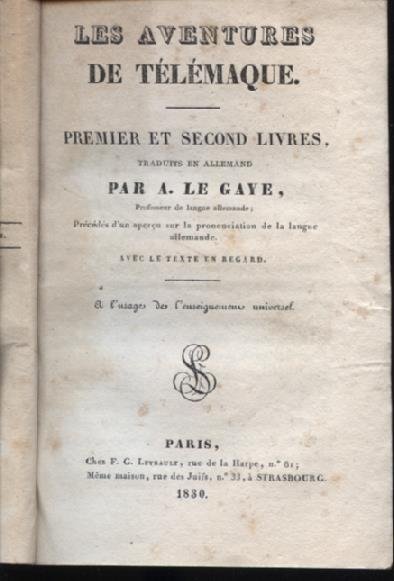 LES AVENTURES
DE TÉLÉMAQUE.
PREMIER ET SECOND LIVRES,
TRADUITS EN ALLEMAND
PAR A. LE GAYE,
Professeur de langue allemande;
Précédés d'un aperçu sur la prononciation de la langue
allemande.
AVEC LE TEXTE EN REGARD.
A l'usage de l'enseignement universel.
PARIS,
Chez F. G. LEVRAULT, rue de la Harpe, n.° 81;
Même maison, rue des Juifs, n.° 33, à STRASBOURG.
1830.